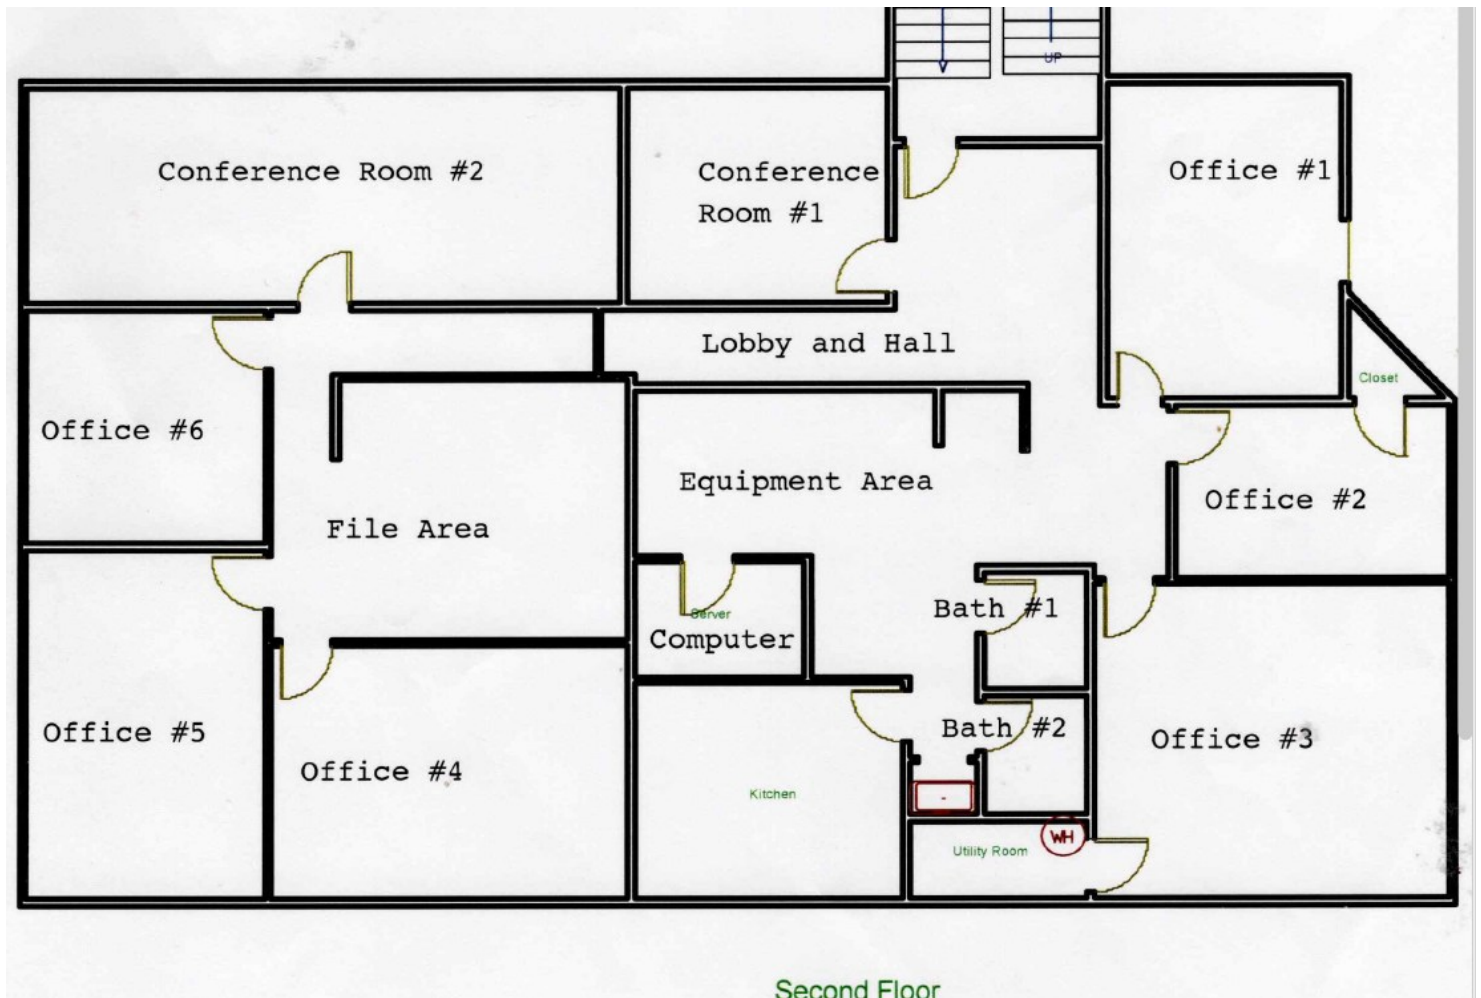 UP
Conference Room #2
Conference
Room #1
Office #1
Lobby and Hall
Closet
Office #6
Equipment Area
Office #2
File Area
Server
Computer
Bath #1
Bath #2
Office #5
Office #4
Office #3
Kitchen
WH
Utility Room
Second Floor